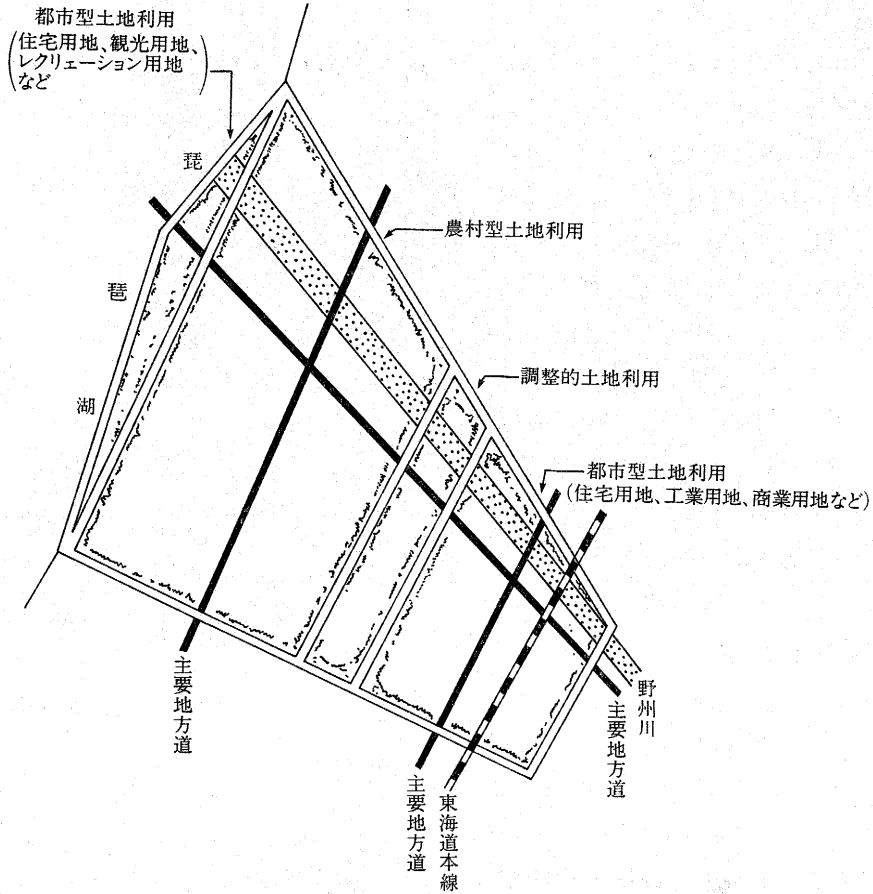 都市型土地利用
(住宅用地、観光用地、
レクリェーション用地
など)
琵
琶
湖
農村型土地利用
調整的土地利用
都市型土地利用
(住宅用地、工業用地、商業用地など)
野州川
主要地方道
主要地方道
主要地方道
東海道本線